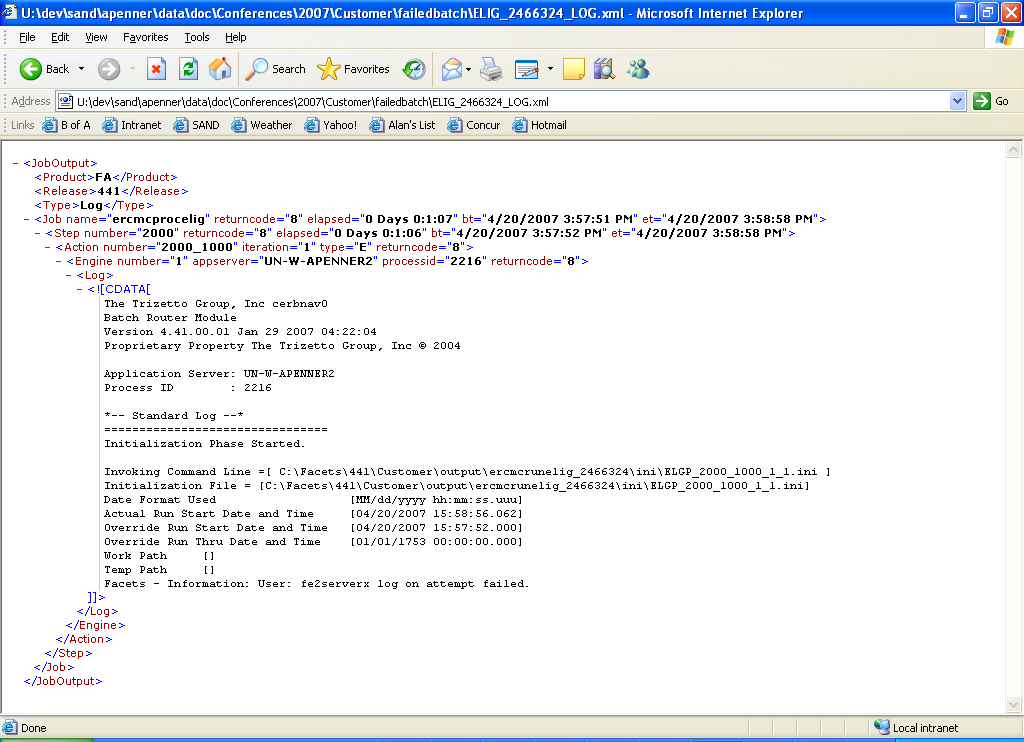 U:\dev\sand\apenner\data\doc\Conferences\2007\Customer\failedbatch\ELIG_2466324_LOG.xml - Microsoft Internet Explorer
File Edit View Favorites Tools Help
Back Search Favorites
Address U:\dev\sand\apenner\data\doc\Conferences\2007\Customer\failedbatch\ELIG_2466324_LOG.xml Go
Links B of A Intranet SAND Weather Yahoo! Alan's List Concur Hotmail
- <JobOutput>
<Product>FA</Product>
<Release>441</Release>
<Type>Log</Type>
- <Job name="ercmcprocelig" returncode="8" elapsed="0 Days 0:1:07" bt="4/20/2007 3:57:51 PM" et="4/20/2007 3:58:58 PM">
- <Step number="2000" returncode="8" elapsed="0 Days 0:1:06" bt="4/20/2007 3:57:52 PM" et="4/20/2007 3:58:58 PM">
- <Action number="2000_1000" iteration="1" type="E" returncode="8">
- <Engine number="1" appserver="UN-W-APENNER2" processid="2216" returncode="8">
- <Log>
- <![CDATA[
The Trizetto Group, Inc cerbnav0
Batch Router Module
Version 4.41.00.01 Jan 29 2007 04:22:04
Proprietary Property The Trizetto Group, Inc © 2004
Application Server: UN-W-APENNER2
Process ID : 2216
*-- Standard Log --*
================================
Initialization Phase Started.
Invoking Command Line =[ C:\Facets\441\Customer\output\ercmcrunelig_2466324\ini\ELGP_2000_1000_1_1.ini ]
Initialization File = [C:\Facets\441\Customer\output\ercmcrunelig_2466324\ini\ELGP_2000_1000_1_1.ini]
Date Format Used [MM/dd/yyyy hh:mm:ss.uuu]
Actual Run Start Date and Time [04/20/2007 15:58:56.062]
Override Run Start Date and Time [04/20/2007 15:57:52.000]
Override Run Thru Date and Time [01/01/1753 00:00:00.000]
Work Path []
Temp Path []
Facets - Information: User: fe2serverx log on attempt failed.
]]>
</Log>
</Engine>
</Action>
</Step>
</Job>
</JobOutput>
Done Local intranet